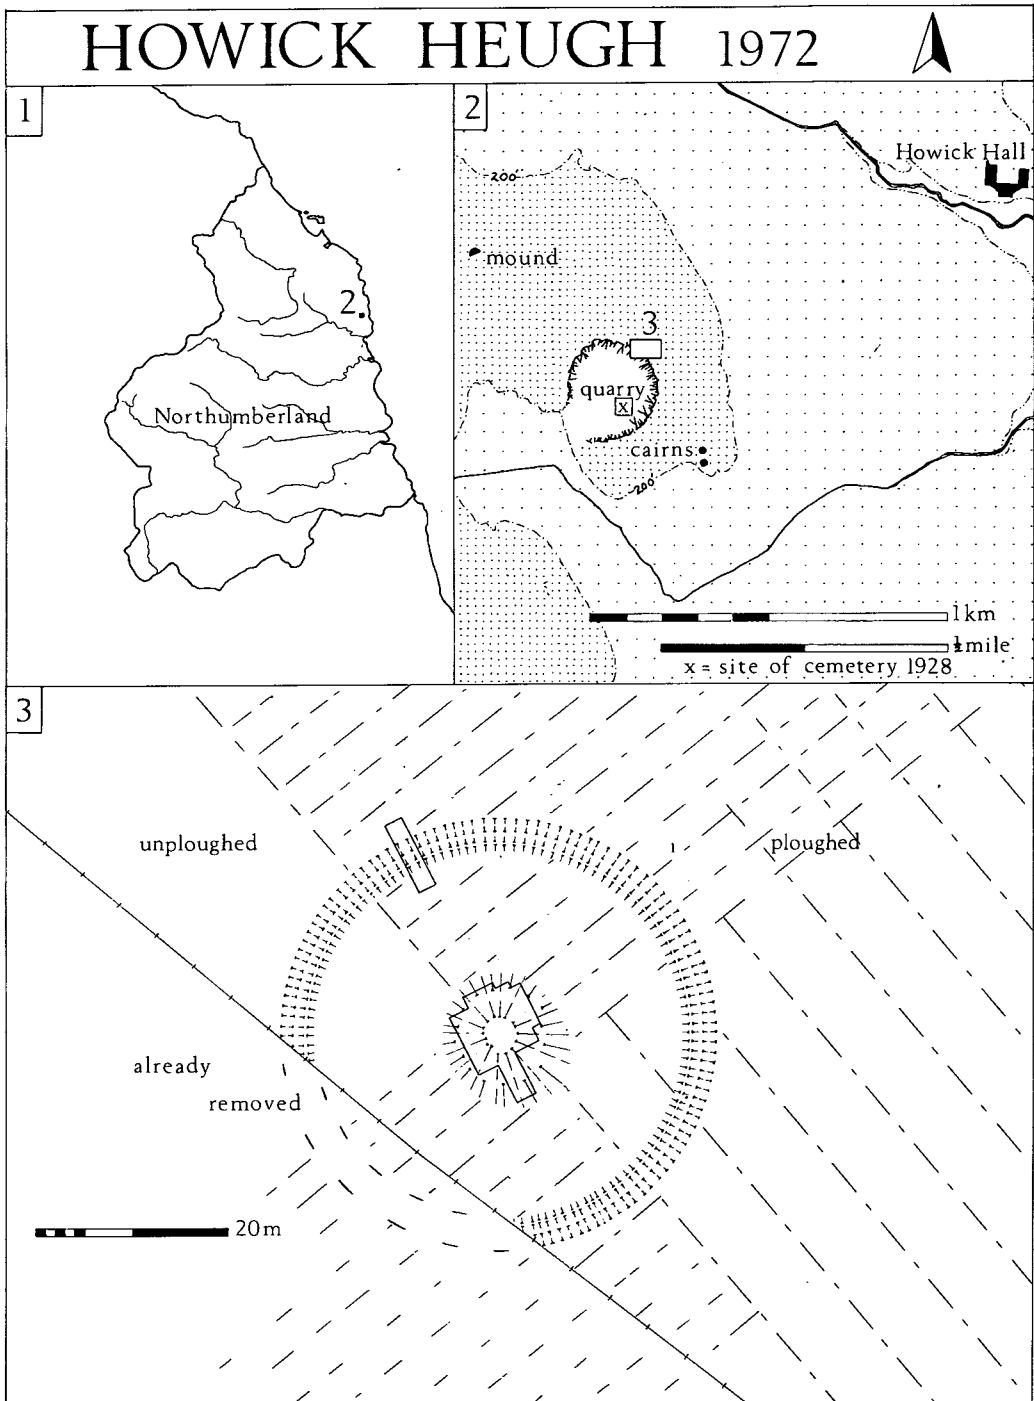 HOWICK HEUGH 1972
1
2
Northumberland
2
Howick Hall
200'
mound
3
quarry
x
cairns
200'
1km
½mile
x = site of cemetery 1928
3
unploughed
ploughed
already
removed
20m